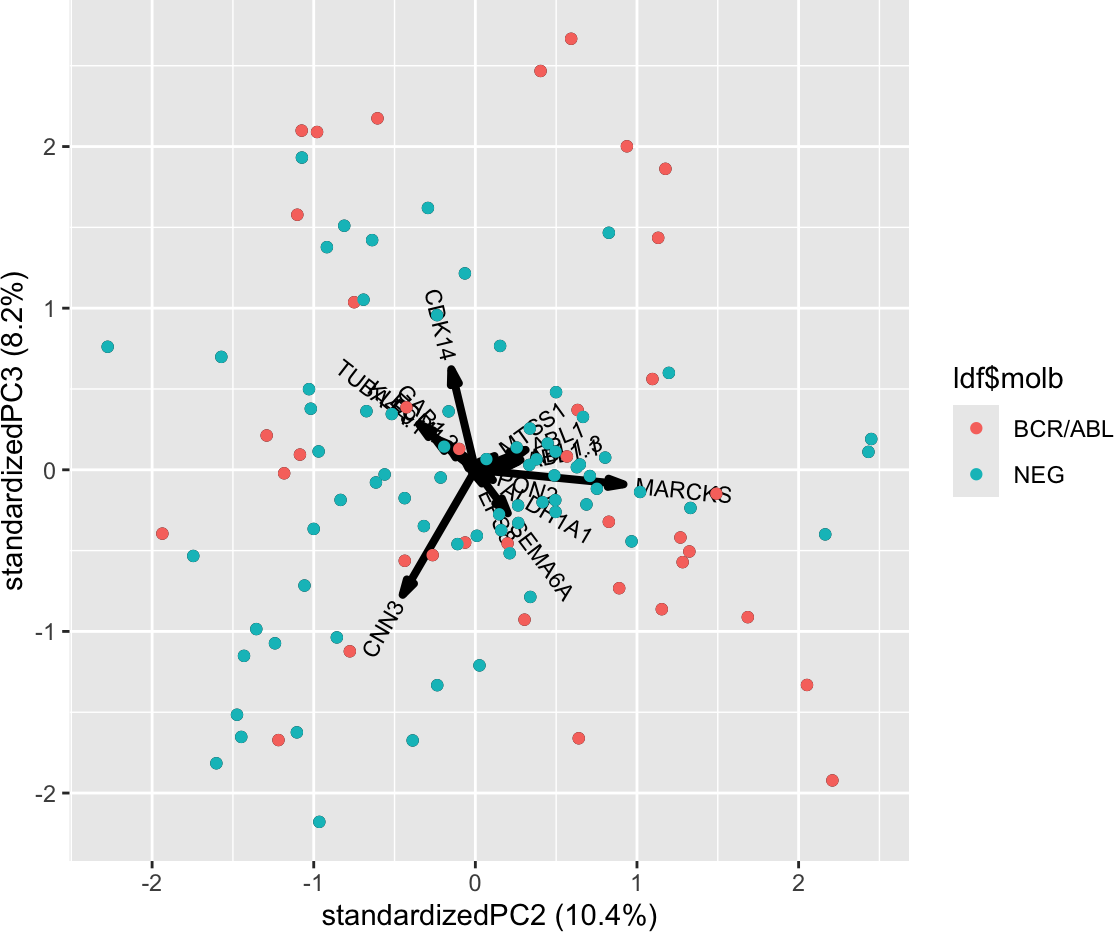 2
1
0
-1
-2
standardizedPC3 (8.2%)
CDK14
MTSS1
MARCKS
ALDH1A1
SEMA6A
CNN3
-2
-1
0
1
2
standardizedPC2 (10.4%)
ldf$molb
BCR/ABL
NEG